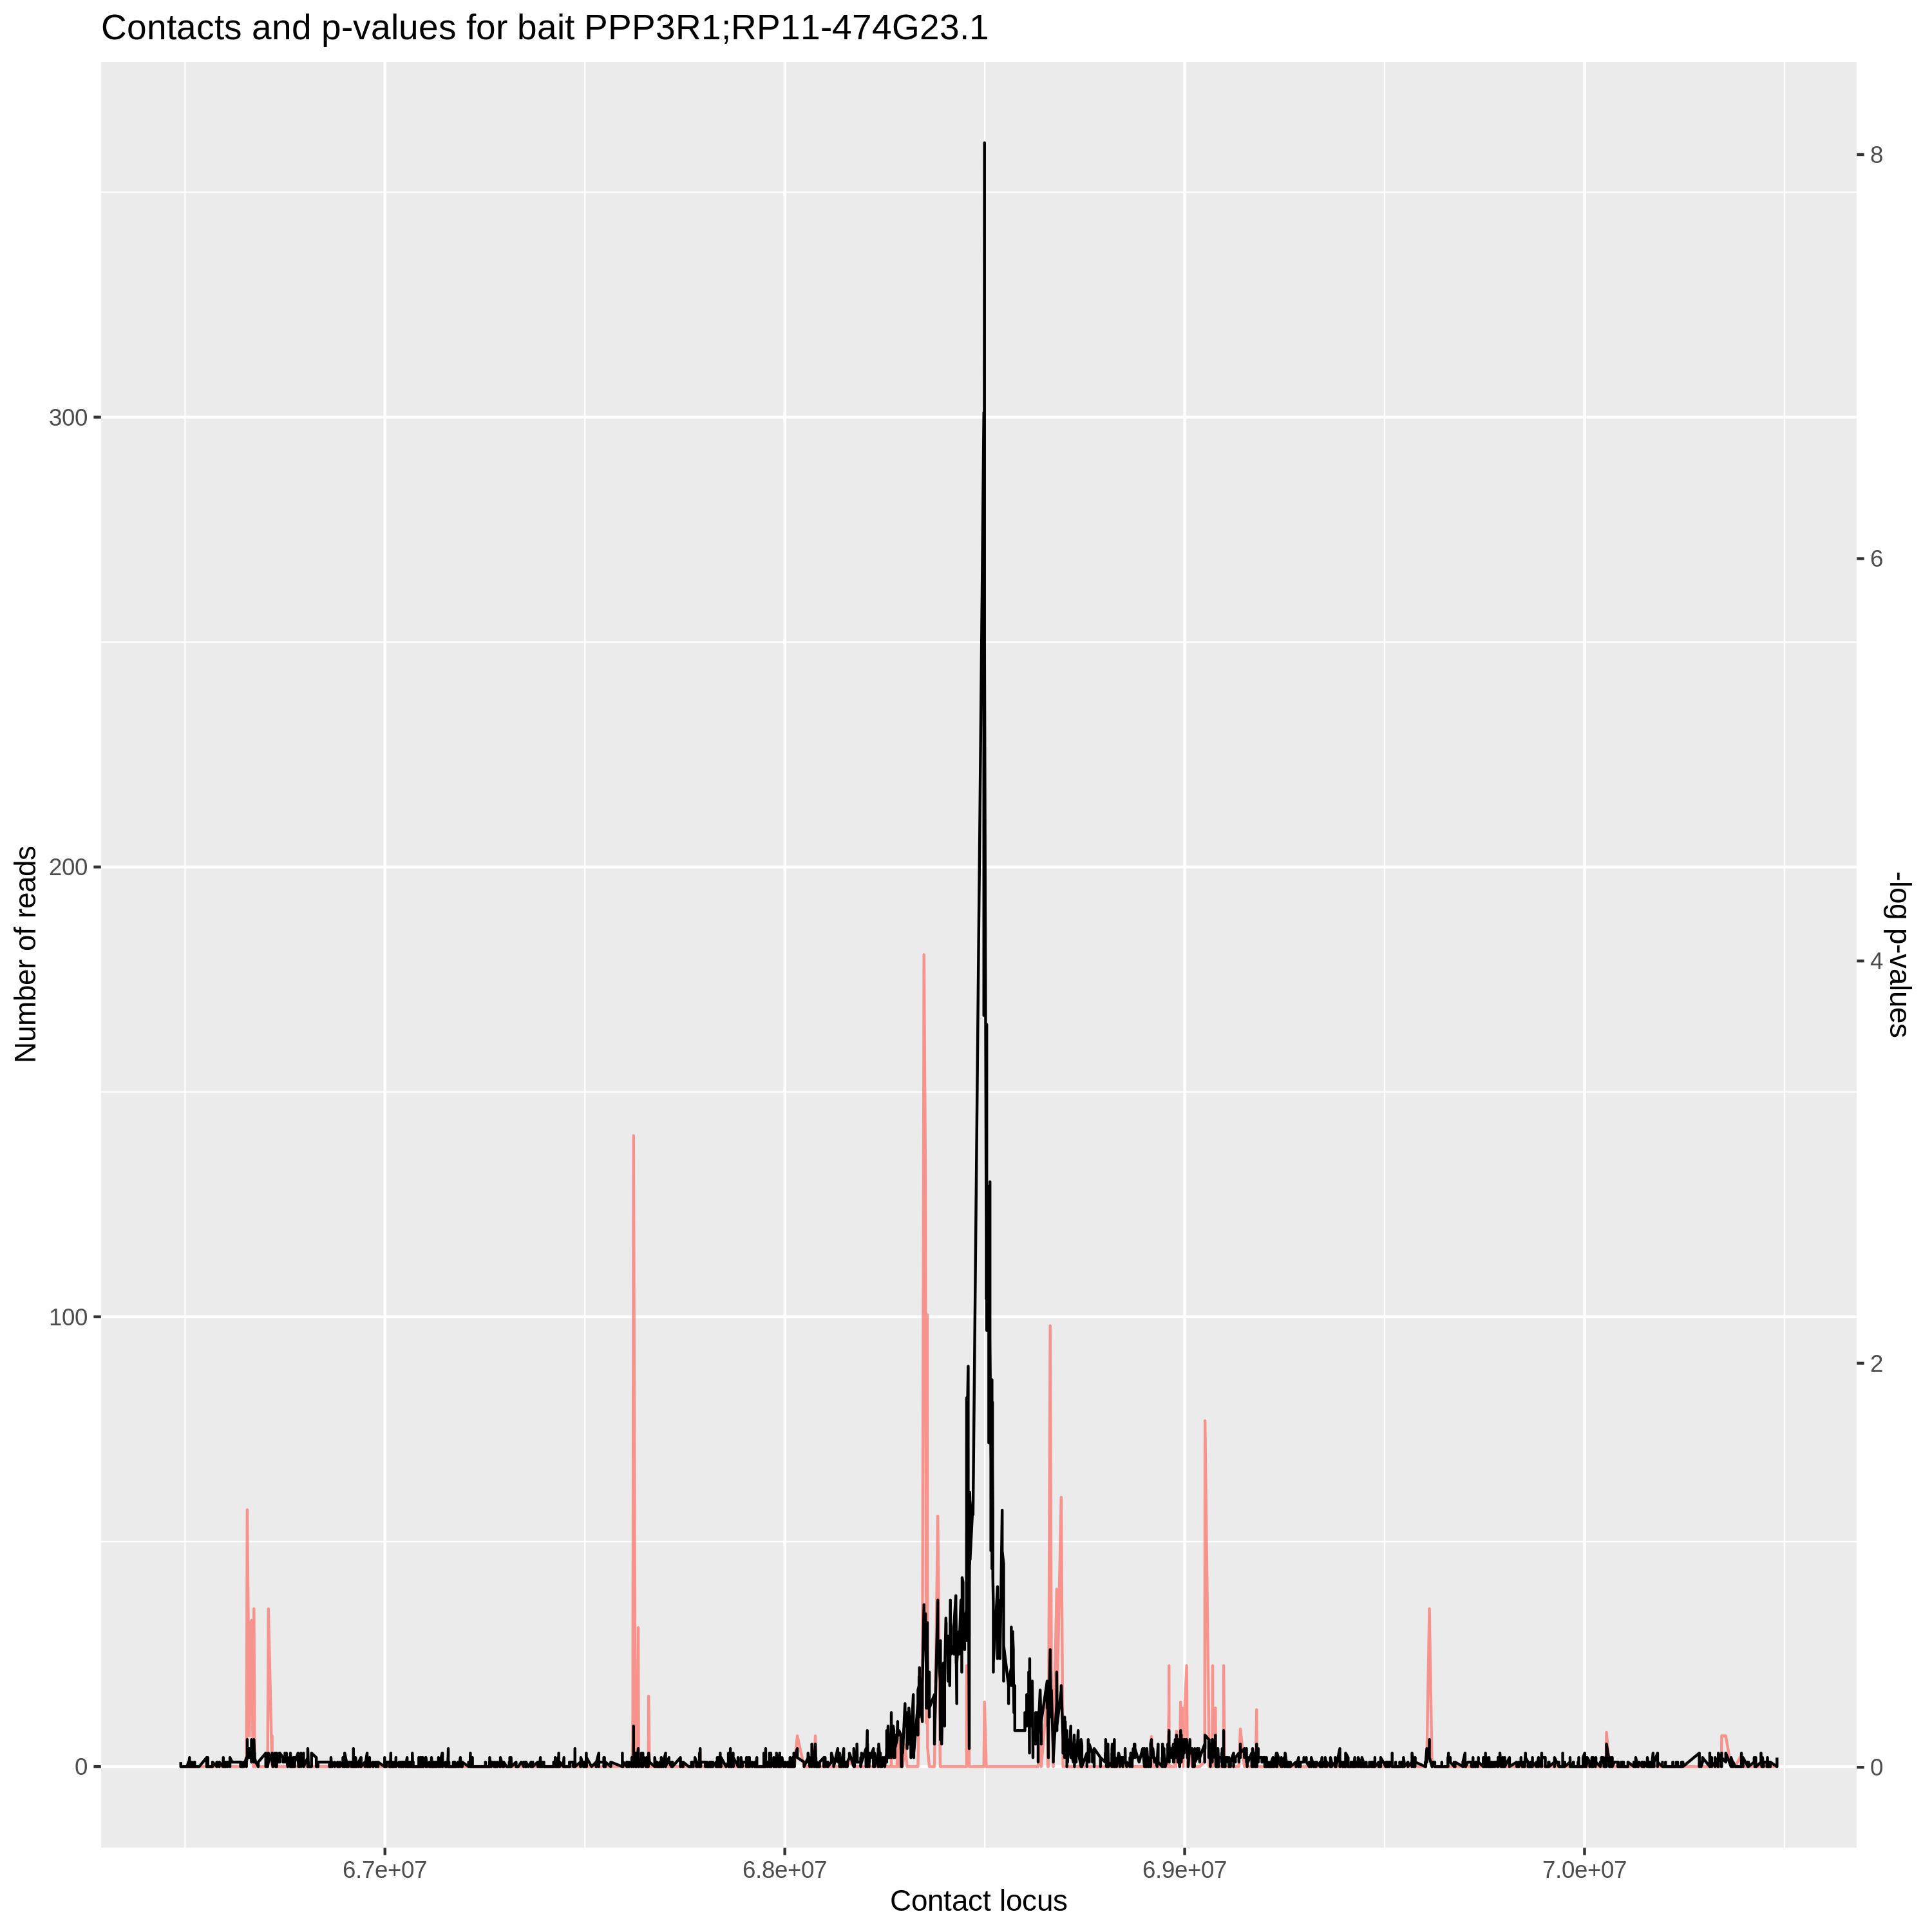 Contacts and p-values for bait PPP3R1;RP11-474G23.1
Number of reads
300
200
100
0
8
6
4
2
0
-log p-values
6.7e+07
6.8e+07
6.9e+07
7.0e+07
Contact locus